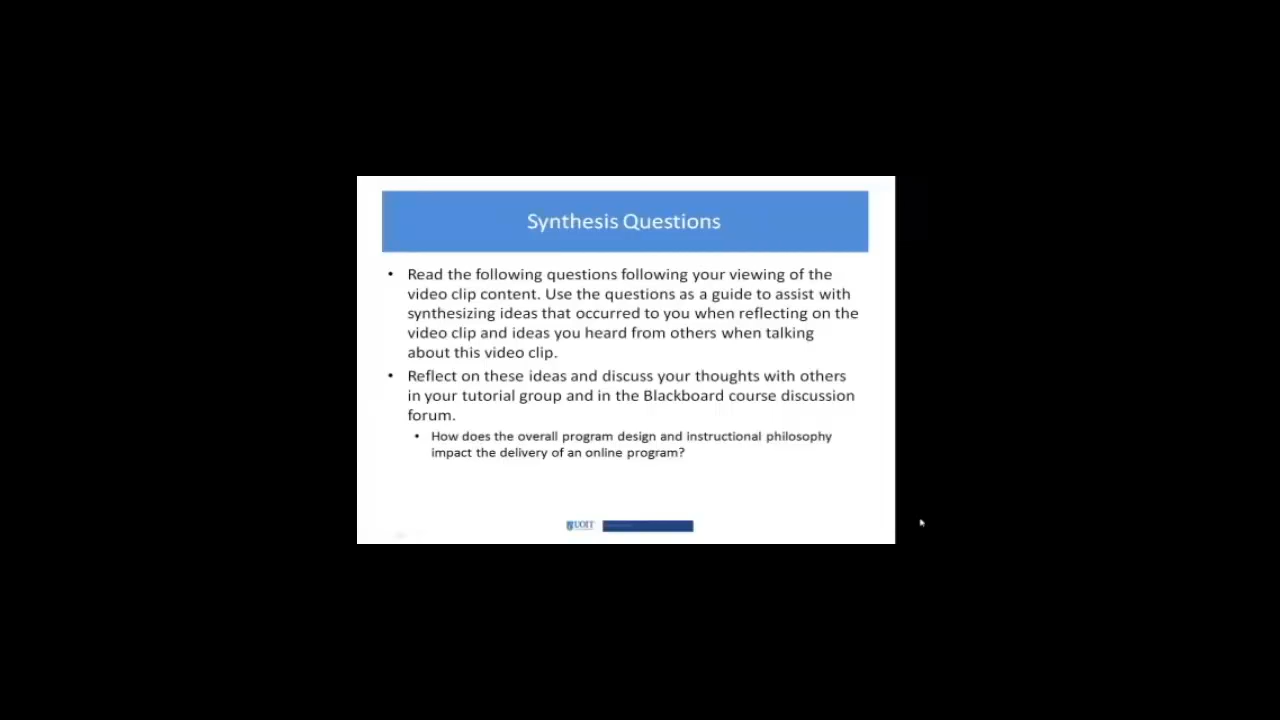 Synthesis Questions
• Read the following questions following your viewing of the
video clip content. Use the questions as a guide to assist with
synthesizing ideas that occurred to you when reflecting on the
video clip and ideas you heard from others when talking
about this video clip.
• Reflect on these ideas and discuss your thoughts with others
in your tutorial group and in the Blackboard course discussion
forum.
• How does the overall program design and instructional philosophy
impact the delivery of an online program?
UOIT